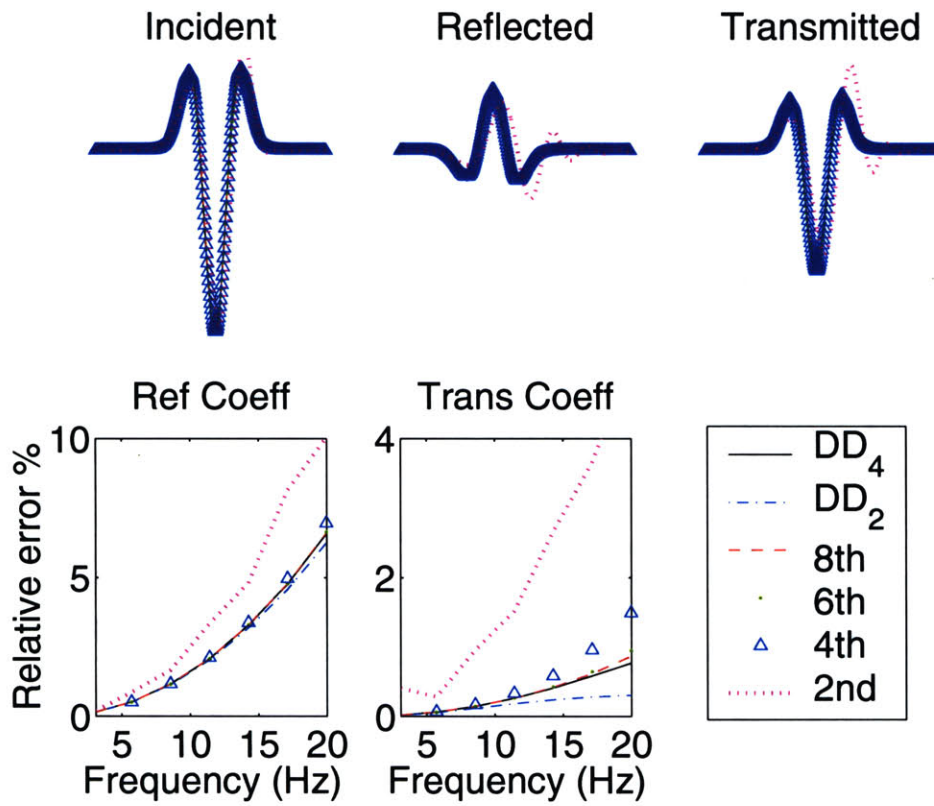 Incident Reflected Transmitted
Ref Coeff Trans Coeff
Relative error %
10
5
0
5 10 15 20
Frequency (Hz)
4
2
0
5 10 15 20
Frequency (Hz)
DD4
DD2
8th
6th
4th
2nd